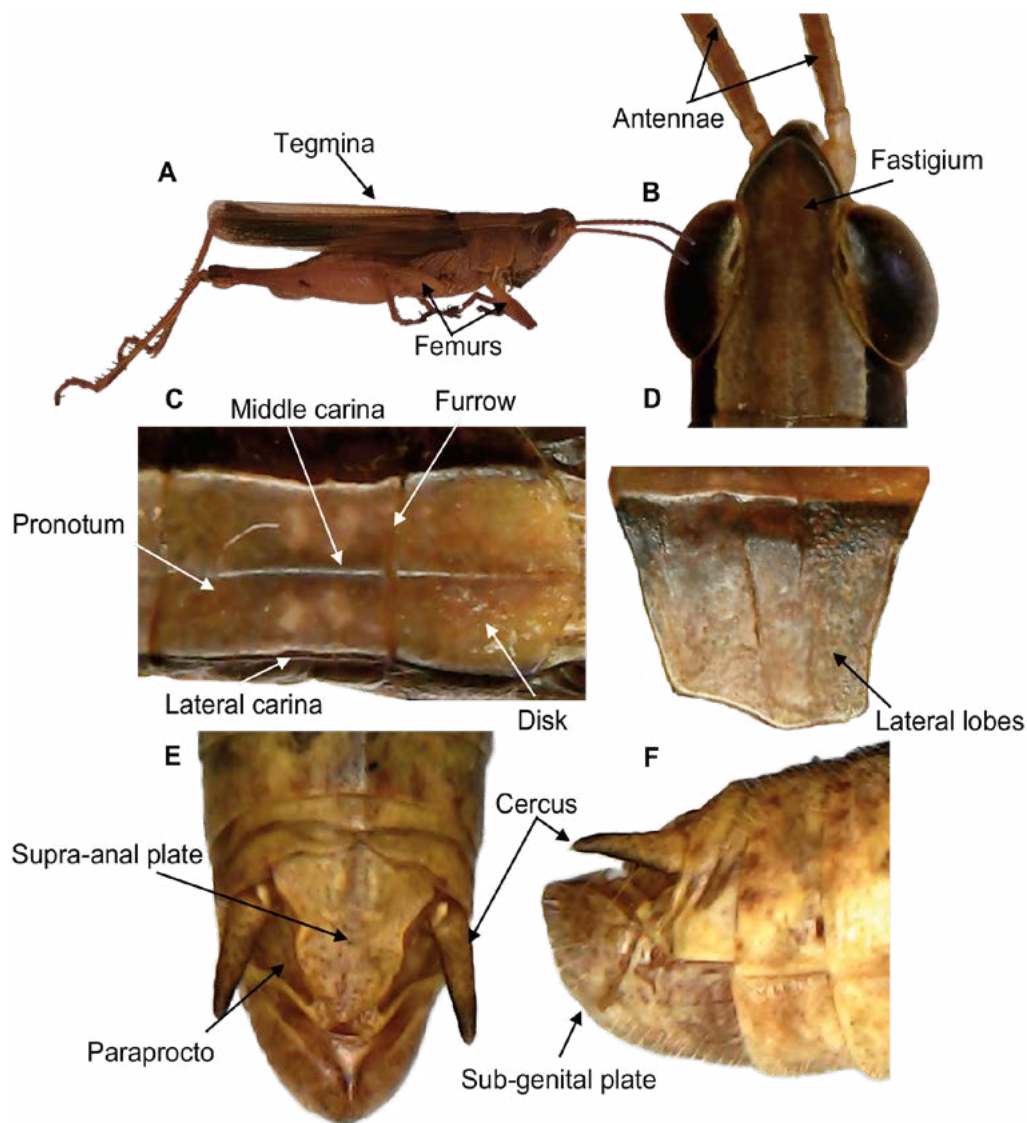 Antennae
Tegmina
A
Fastigium
B
Femurs
C
Middle carina
Furrow
D
Pronotum
Lateral carina
Disk
Lateral lobes
E
F
Cercus
Supra-anal plate
Paraprocto
Sub-genital plate